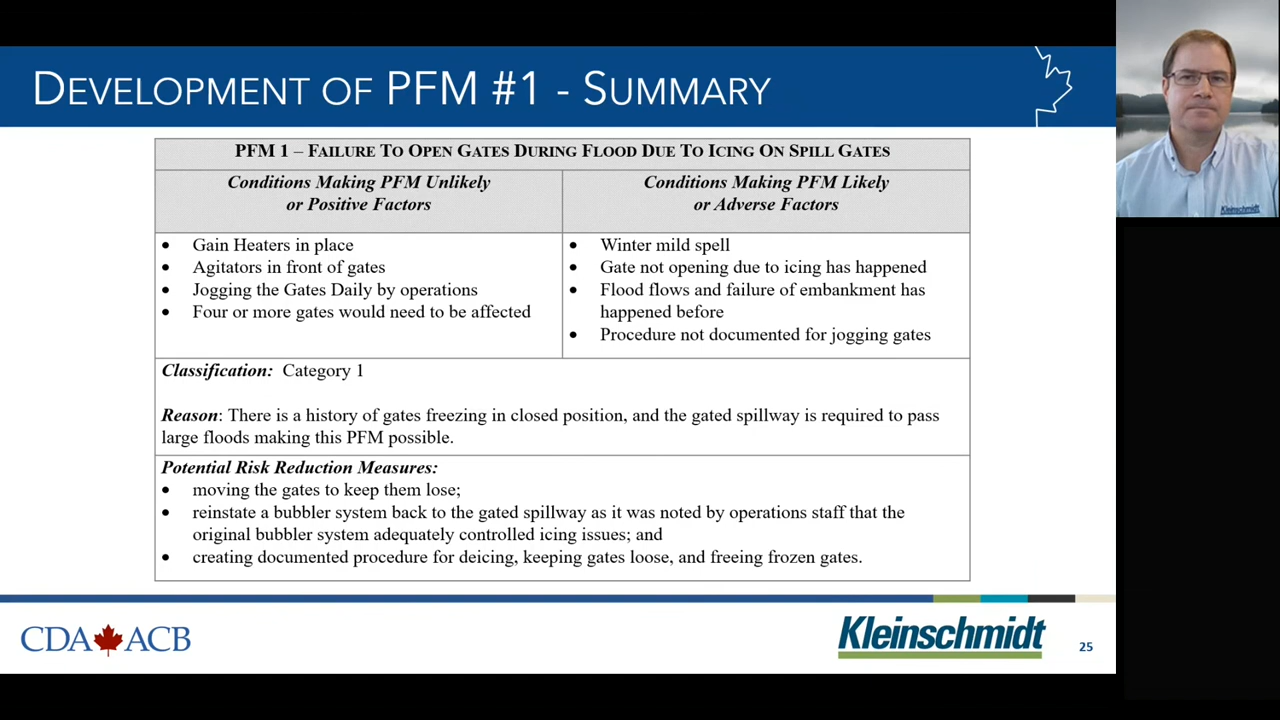 DEVELOPMENT OF PFM #1 - SUMMARY
PFM 1 – FAILURE TO OPEN GATES DURING FLOOD DUE TO ICING ON SPILL GATES
Conditions Making PFM Unlikely
or Positive Factors
Conditions Making PFM Likely
or Adverse Factors
• Gain Heaters in place
• Agitators in front of gates
• Jogging the Gates Daily by operations
• Four or more gates would need to be affected
• Winter mild spell
• Gate not opening due to icing has happened
• Flood flows and failure of embankment has
happened before
• Procedure not documented for jogging gates
Classification: Category 1
Reason: There is a history of gates freezing in closed position, and the gated spillway is required to pass
large floods making this PFM possible.
Potential Risk Reduction Measures:
• moving the gates to keep them lose;
• reinstate a bubbler system back to the gated spillway as it was noted by operations staff that the
original bubbler system adequately controlled icing issues; and
• creating documented procedure for deicing, keeping gates loose, and freeing frozen gates.
CDA ACB
Kleinschmidt
25
Kleinschmidt